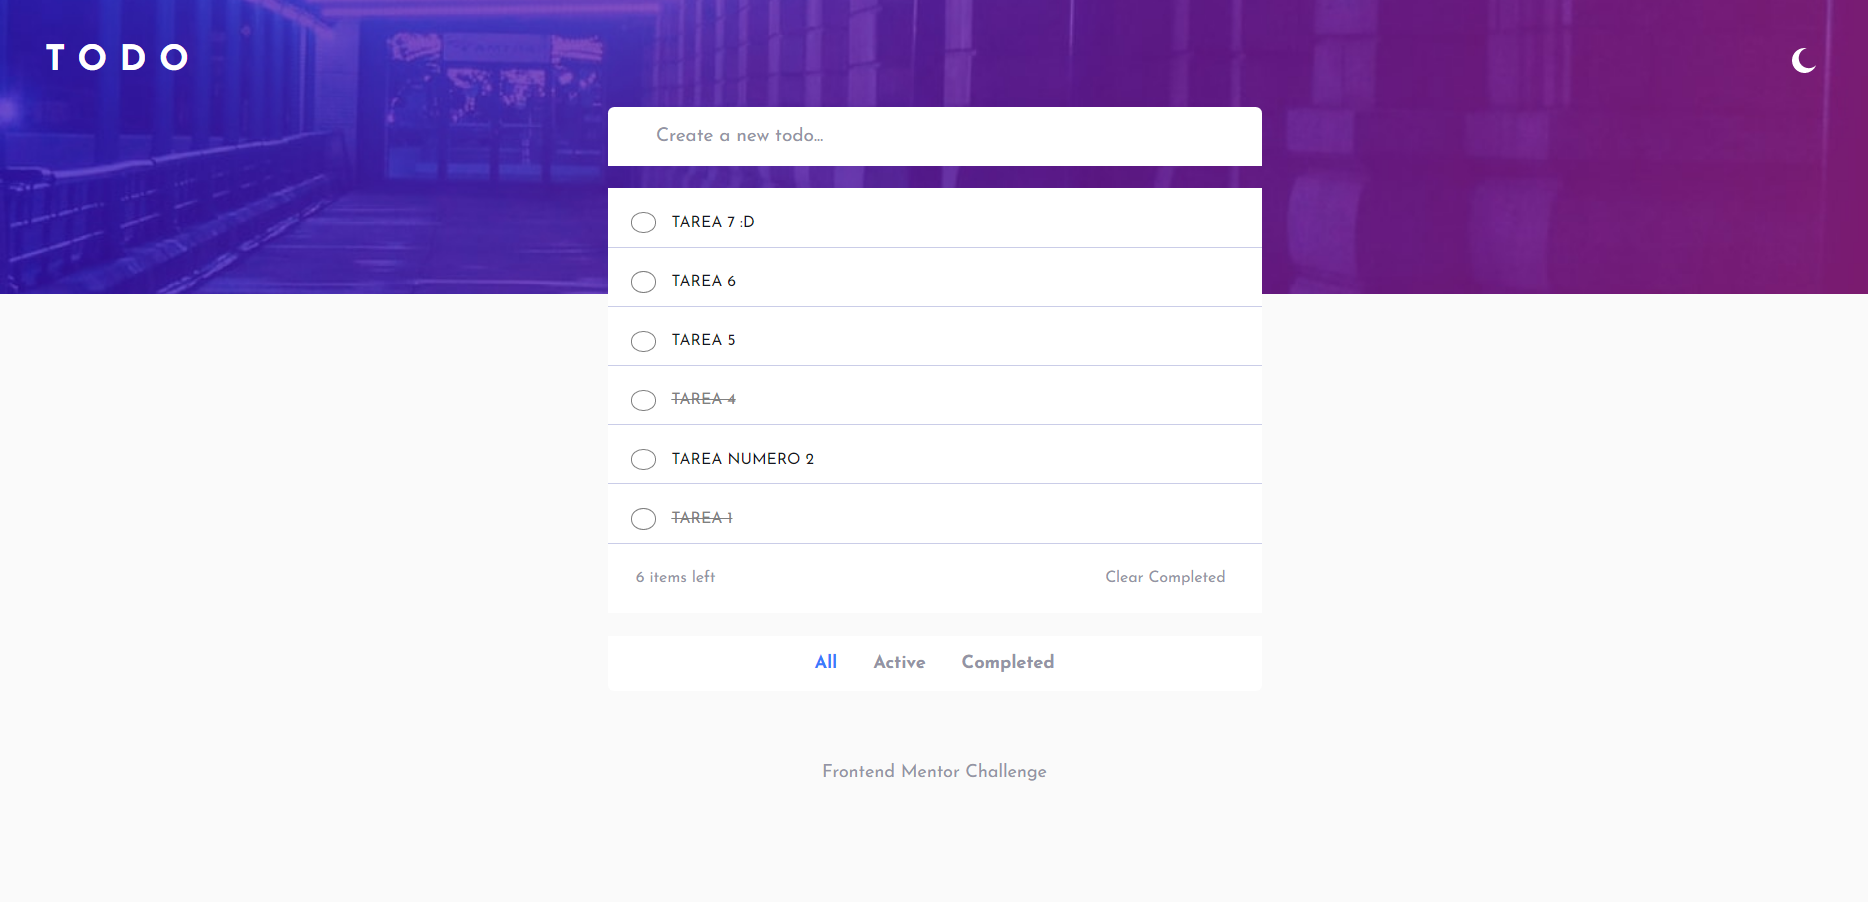 TODO
Create a new todo...
TAREA 7 :D
TAREA 6
TAREA 5
TAREA 4
TAREA NUMERO 2
TAREA 1
6 items left Clear Completed
All Active Completed
Frontend Mentor Challenge